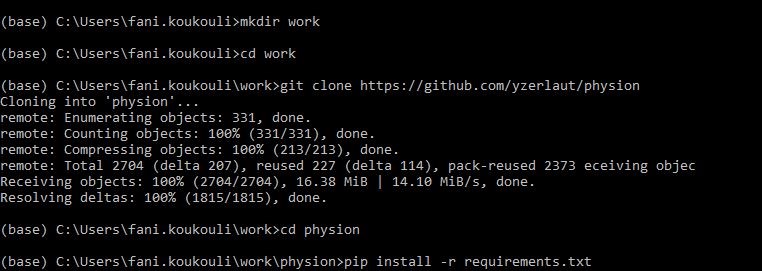 (base) C:\Users\fani.koukouli>mkdir work
(base) C:\Users\fani.koukouli>cd work
(base) C:\Users\fani.koukouli\work>git clone https://github.com/yzerlaut/physion
Cloning into 'physion'...
remote: Enumerating objects: 331, done.
remote: Counting objects: 100% (331/331), done.
remote: Compressing objects: 100% (213/213), done.
remote: Total 2704 (delta 207), reused 227 (delta 114), pack-reused 2373 eceiving objec
Receiving objects: 100% (2704/2704), 16.38 MiB | 14.10 MiB/s, done.
Resolving deltas: 100% (1815/1815), done.
(base) C:\Users\fani.koukouli\work>cd physion
(base) C:\Users\fani.koukouli\work\physion>pip install -r requirements.txt